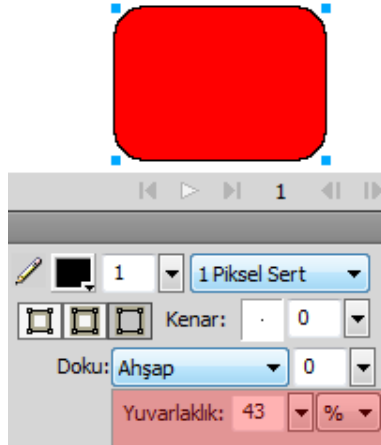 1
1 1 Piksel Sert
Kenar: 0
Doku: Ahşap 0
Yuvarlaklık: 43 %